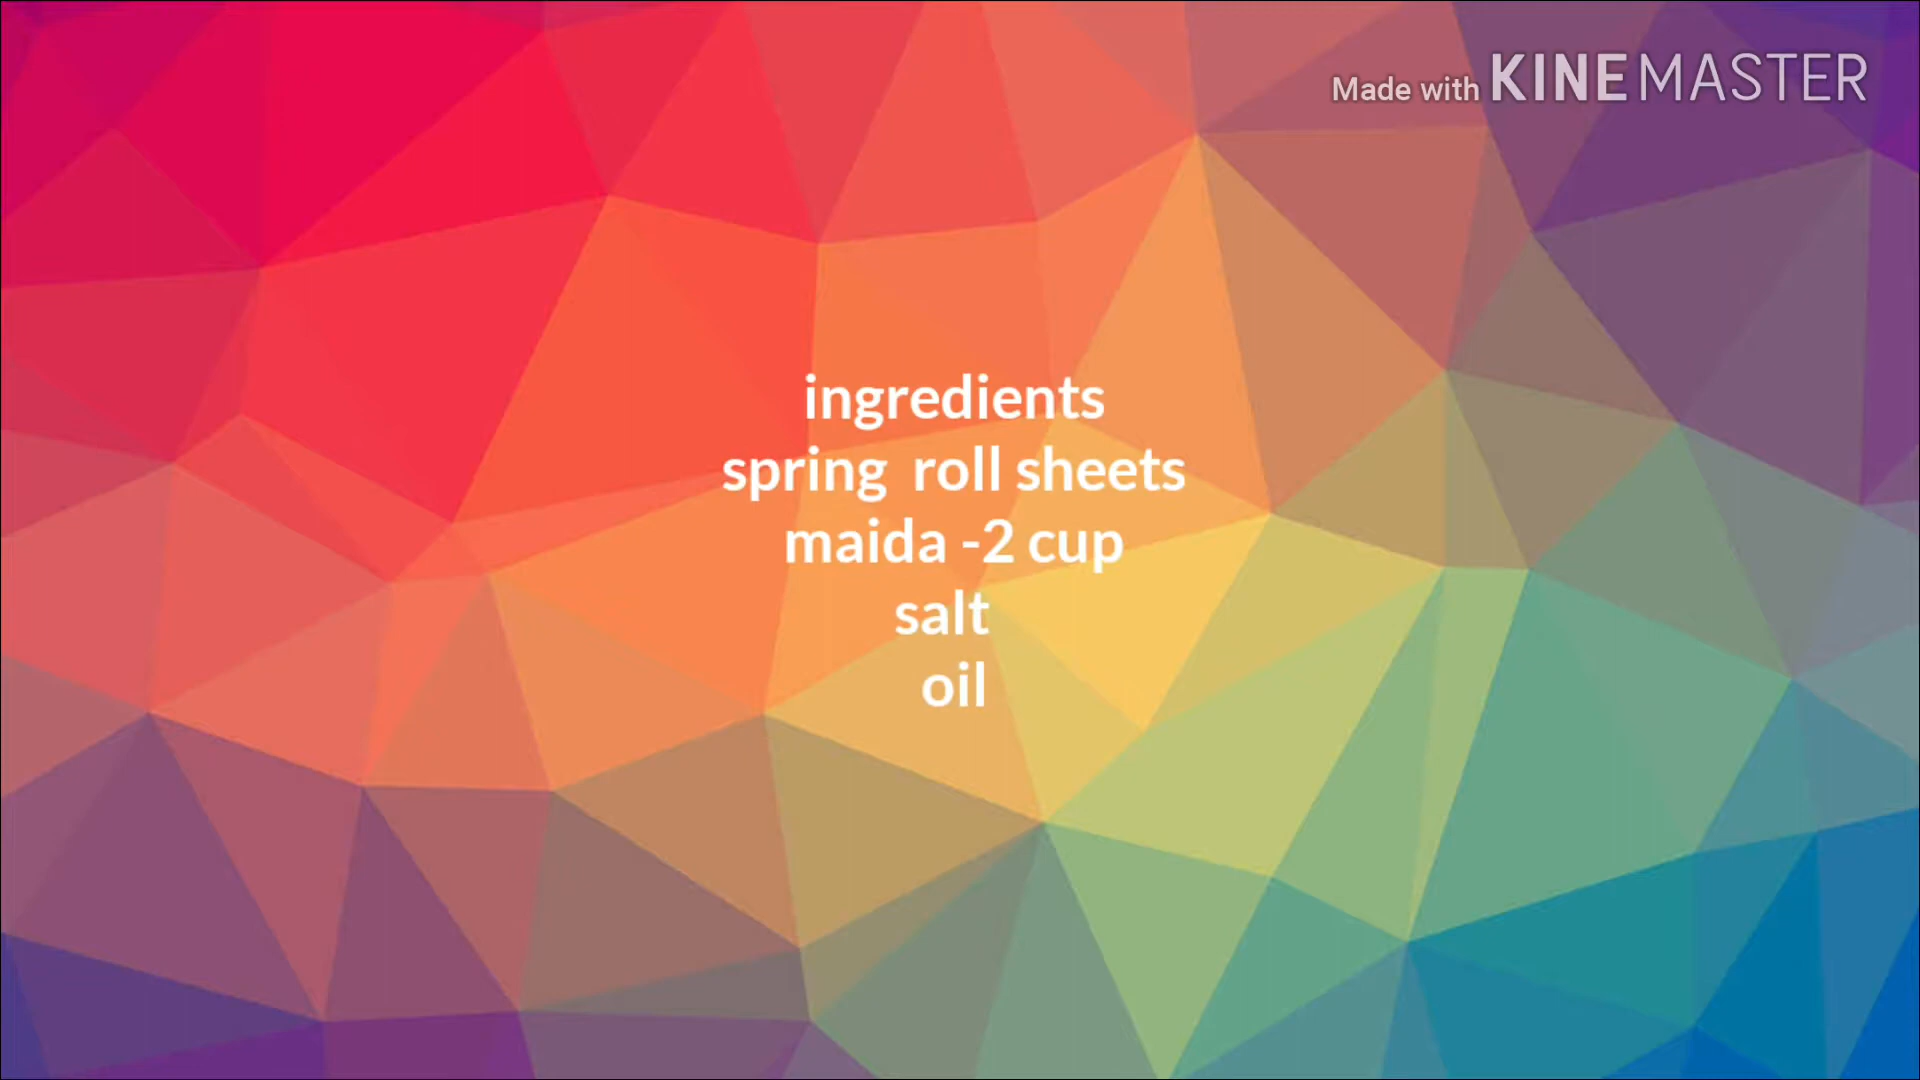 Made with KINEMASTER
ingredients
spring roll sheets
maida -2 cup
salt
oil